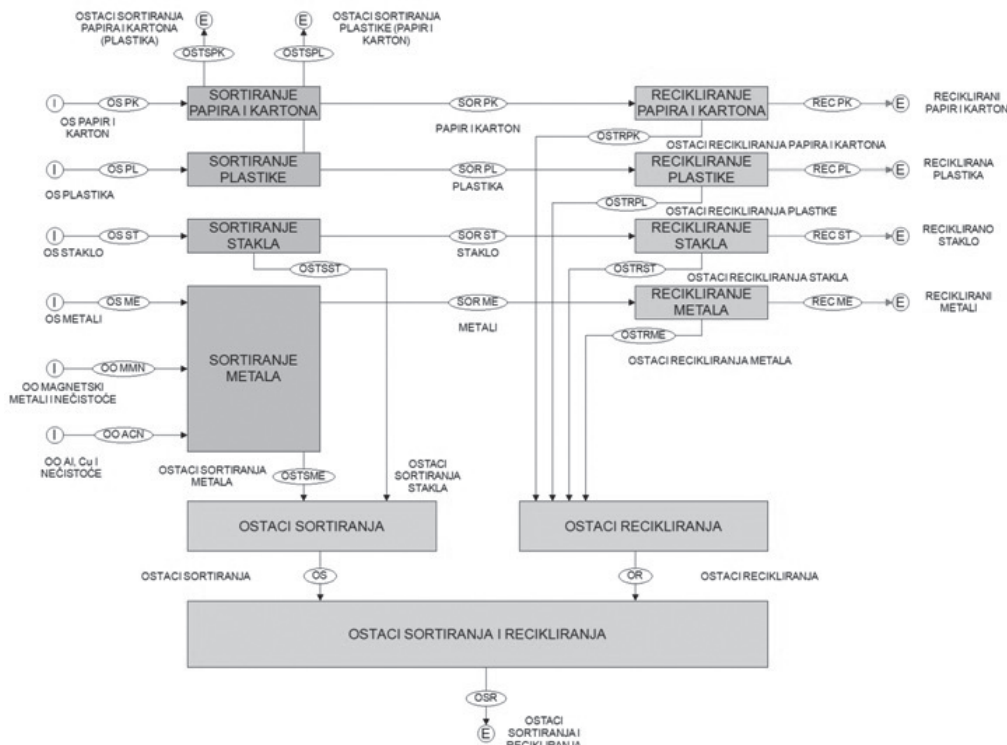 OSTACI SORTIRANJA
PAPIRA I KARTONA
(PLASTIKA)
E
OSTSPK
E
OSTSPL
OSTACI SORTIRANJA
PLASTIKE (PAPIR I
KARTON)
I
OS PK
OS PAPIR I
KARTON
SORTIRANJE
PAPIRA I KARTONA
SOR PK
PAPIR I KARTON
RECIKLIRANJE
PAPIRA I KARTONA
REC PK
E
RECIKLIRANI
PAPIR I KARTON
OSTRPK
OSTACI RECIKLIRANJA PAPIRA I KARTONA
I
OS PL
OS PLASTIKA
SORTIRANJE
PLASTIKE
SOR PL
PLASTIKA
RECIKLIRANJE
PLASTIKE
REC PL
E
RECIKLIRANA
PLASTIKA
OSTRPL
OSTACI RECIKLIRANJA PLASTIKE
I
OS ST
OS STAKLO
SORTIRANJE
STAKLA
SOR ST
STAKLO
RECIKLIRANJE
STAKLA
REC ST
E
RECIKLIRANO
STAKLO
OSTSST
OSTRST
OSTACI RECIKLIRANJA STAKLA
I
OS ME
OS METALI
SORTIRANJE
METALA
SOR ME
METALI
RECIKLIRANJE
METALA
REC ME
E
RECIKLIRANI
METALI
OSTRME
OSTACI RECIKLIRANJA METALA
I
OO MMN
OO MAGNETSKI
METALI I NEČISTOĆE
I
OO ACN
OO Al, Cu I
NEČISTOĆE
OSTACI SORTIRANJA
METALA
OSTSME
OSTACI
SORTIRANJA
STAKLA
OSTACI SORTIRANJA
OSTACI RECIKLIRANJA
OSTACI SORTIRANJA
OS
OR
OSTACI RECIKLIRANJA
OSTACI SORTIRANJA I RECIKLIRANJA
OSR
E
OSTACI
SORTIRANJA I
RECIKLIRANJA